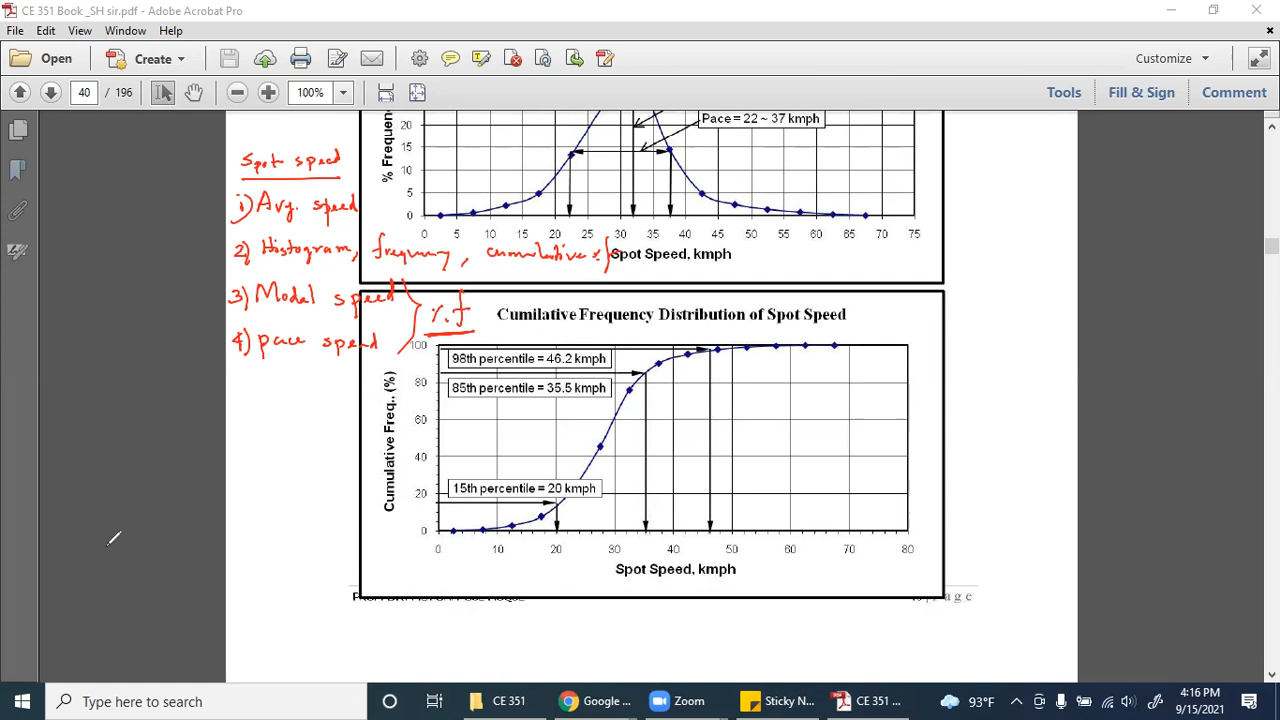 CE 351 Book _SH sir.pdf - Adobe Acrobat Pro
File Edit View Window Help
Open Create Customize
40 / 196 100% Tools Fill & Sign Comment
% Frequenc
20
15
10
5
0
Pace = 22 ~ 37 kmph
0 5 10 15 20 25 30 35 40 45 50 55 60 65 70 75
Spot Speed, kmph
Spot speed
1) Avg. speed
2) Histogram, frequency, cumulative % f
3) Modal speed
4) pace speed
%.f
Cumilative Frequency Distribution of Spot Speed
Cumulative Freq., (%)
100
80
60
40
20
0
98th percentile = 46.2 kmph
85th percentile = 35.5 kmph
15th percentile = 20 kmph
0 10 20 30 40 50 60 70 80
Spot Speed, kmph
Page
Type here to search
CE 351 Google ... Zoom Sticky N... CE 351 ...
93°F
4:16 PM
9/15/2021